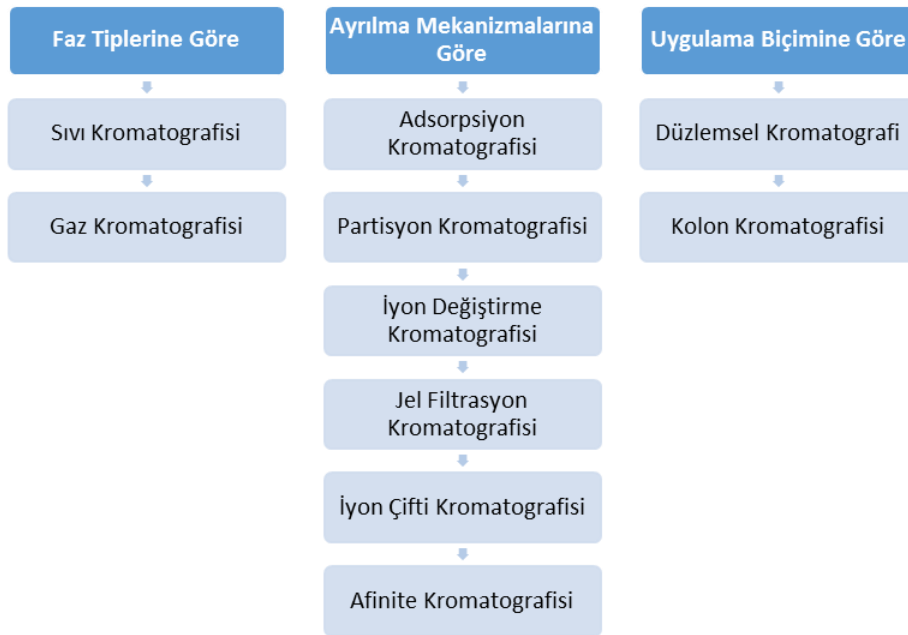 Faz Tiplerine Göre
Sıvı Kromatografisi
Gaz Kromatografisi
Ayrılma Mekanizmalarına
Göre
Adsorpsiyon
Kromatografisi
Partisyon Kromatografisi
İyon Değiştirme
Kromatografisi
Jel Filtrasyon
Kromatografisi
İyon Çifti Kromatografisi
Afinite Kromatografisi
Uygulama Biçimine Göre
Düzlemsel Kromatografi
Kolon Kromatografisi